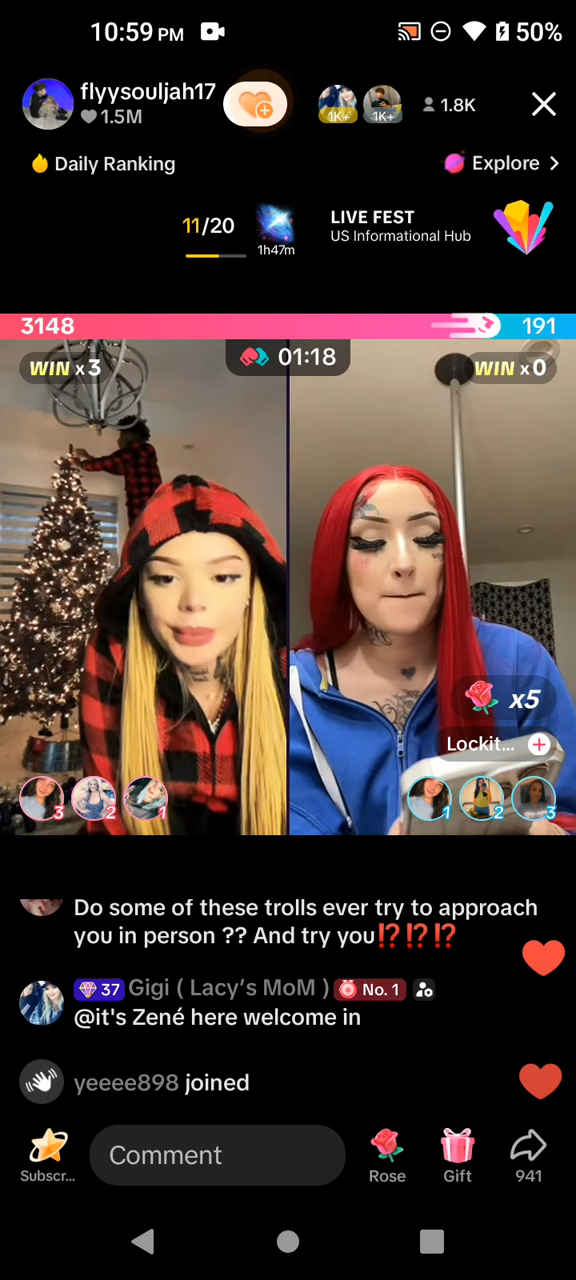 10:59 PM
50%
flyysouljah17
1.5M
1K+
1K+
1.8K
Daily Ranking
Explore >
11/20
1h47m
LIVE FEST
US Informational Hub
3148
191
WIN x3
01:18
WIN x0
x5
Lockit...
3
2
1
1
2
3
Do some of these trolls ever try to approach
you in person ?? And try you⁉️⁉️⁉️
37 Gigi ( Lacy's MoM ) No. 1
@it's Zené here welcome in
yeeee898 joined
Comment
Subscr...
Rose
Gift
941